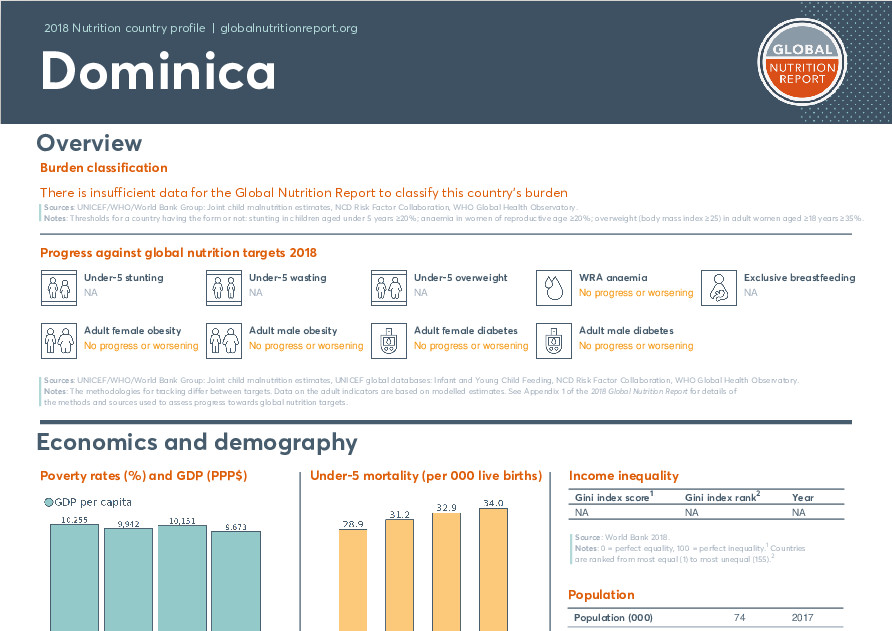 2018 Nutrition country profile | globalnutritionreport.org
Dominica
GLOBAL
NUTRITION
REPORT
Overview
Burden classification
There is insufficient data for the Global Nutrition Report to classify this country's burden
Sources: UNICEF/WHO/World Bank Group: Joint child malnutrition estimates, NCD Risk Factor Collaboration, WHO Global Health Observatory.
Notes: Thresholds for a country having the form or not: stunting in children aged under 5 years ≥20%; anaemia in women of reproductive age ≥20%; overweight (body mass index ≥25) in adult women aged ≥18 years ≥35%.
Progress against global nutrition targets 2018
Under-5 stunting
NA
Under-5 wasting
NA
Under-5 overweight
NA
WRA anaemia
No progress or worsening
Exclusive breastfeeding
NA
Adult female obesity
No progress or worsening
Adult male obesity
No progress or worsening
Adult female diabetes
No progress or worsening
Adult male diabetes
No progress or worsening
Sources: UNICEF/WHO/World Bank Group: Joint child malnutrition estimates, UNICEF global databases: Infant and Young Child Feeding, NCD Risk Factor Collaboration, WHO Global Health Observatory.
Notes: The methodologies for tracking differ between targets. Data on the adult indicators are based on modelled estimates. See Appendix 1 of the 2018 Global Nutrition Report for details of
the methods and sources used to assess progress towards global nutrition targets.
Economics and demography
Poverty rates (%) and GDP (PPP$)
GDP per capita
10,255 9,942 10,151 9,673
Under-5 mortality (per 000 live births)
28.9 31.2 32.9 34.0
Income inequality
Gini index score1 Gini index rank2 Year
NA NA NA
Source: World Bank 2018.
Notes: 0 = perfect equality, 100 = perfect inequality.1 Countries
are ranked from most equal (1) to most unequal (155).2
Population
Population (000) 74 2017